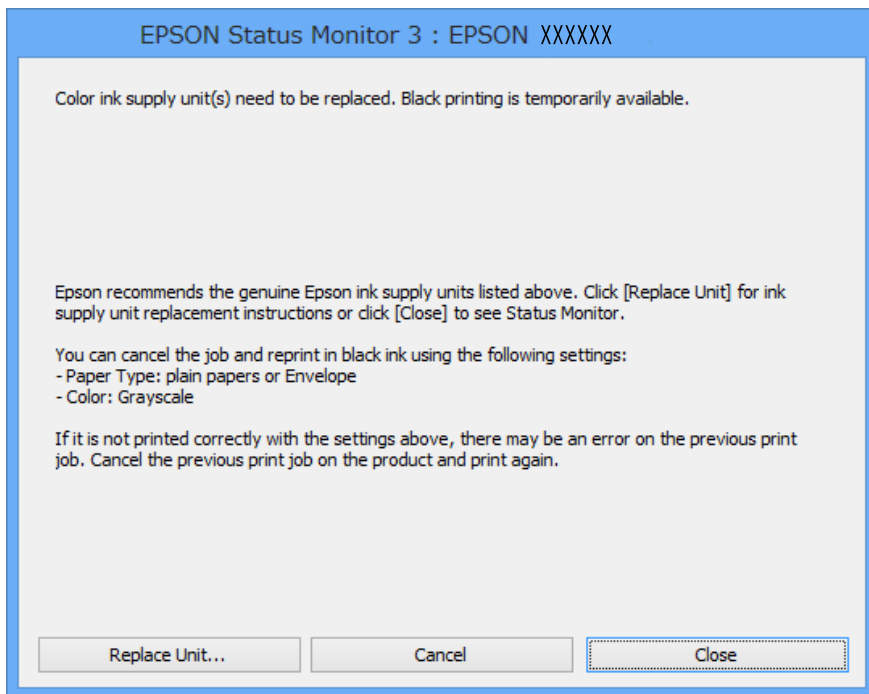 EPSON Status Monitor 3 : EPSON XXXXXX
Color ink supply unit(s) need to be replaced. Black printing is temporarily available.
Epson recommends the genuine Epson ink supply units listed above. Click [Replace Unit] for ink
supply unit replacement instructions or click [Close] to see Status Monitor.
You can cancel the job and reprint in black ink using the following settings:
- Paper Type: plain papers or Envelope
- Color: Grayscale
If it is not printed correctly with the settings above, there may be an error on the previous print
job. Cancel the previous print job on the product and print again.
Replace Unit... Cancel Close